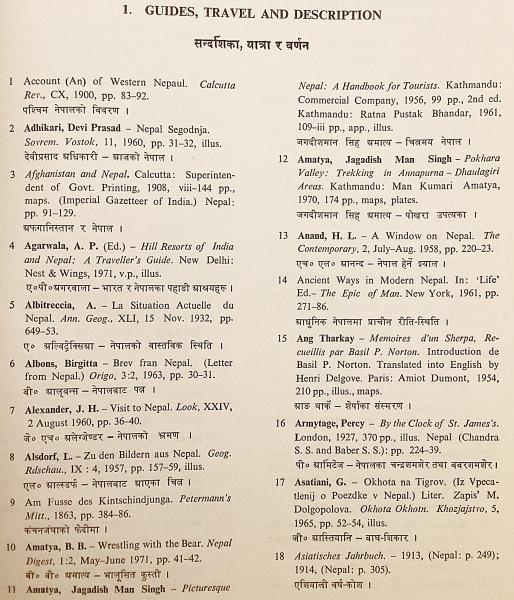 1. GUIDES, TRAVEL AND DESCRIPTION
सन्दर्शिका, यात्रा र वर्णन
1 Account (An) of Western Nepaul. Calcutta
Rev., CX, 1900, pp. 83–92.
पश्चिम नेपालको विवरण ।
2 Adhikari, Devi Prasad – Nepal Segodnja.
Sovrem. Vostok, 11, 1960, pp. 31–32, illus.
देवीप्रसाद अधिकारी – आजको नेपाल ।
3 Afghanistan and Nepal. Calcutta: Superinten-
dent of Govt. Printing, 1908, viii–144 pp.,
maps. (Imperial Gazetteer of India.) Nepal:
pp. 91–129.
अफगानिस्तान र नेपाल ।
4 Agarwala, A. P. (Ed.) – Hill Resorts of India
and Nepal: A Traveller's Guide. New Delhi:
Nest & Wings, 1971, v.p., illus.
ए०पी०अगरवाला – भारत र नेपालका पहाडी आश्रयहरू ।
5 Albitreccia, A. – La Situation Actuelle du
Nepal. Ann. Geog., XLI, 15 Nov. 1932, pp.
649–53.
ए० अल्विट्रेक्सिआ – नेपालको वास्तविक स्थिति ।
6 Albons, Birgitta – Brev fran Nepal. (Letter
from Nepal.) Origo, 3:2, 1963, pp. 30–31.
बी० आल्बन्स – नेपालबाट पत्र ।
7 Alexander, J. H. – Visit to Nepal. Look, XXIV,
2 August 1960, pp. 36–40.
जे० एच० अलेग्जेण्डर – नेपालको भ्रमण ।
8 Alsdorf, L. – Zu den Bildern aus Nepal. Geog.
Rdschau., IX : 4, 1957, pp. 157–59, illus.
एल० आल्स्डर्फ – नेपालबाट आएका चित्र ।
9 Am Fusse des Kintschindjunga. Petermann's
Mitt., 1863, pp. 384–86.
कंचनजंघाको फेदीमा ।
10 Amatya, B. B. – Wrestling with the Bear. Nepal
Digest, 1:2, May–June 1971, pp. 41–42.
बी० बी० अमात्य – भालूसित कुस्ती ।
11 Amatya, Jagadish Man Singh – Picturesque
Nepal: A Handbook for Tourists. Kathmandu:
Commercial Company, 1956, 99 pp., 2nd ed.
Kathmandu: Ratna Pustak Bhandar, 1961,
109–iii pp., app., illus.
जगदीशमान सिंह अमात्य – चित्रमय नेपाल ।
12 Amatya, Jagadish Man Singh – Pokhara
Valley: Trekking in Annapurna – Dhaulagiri
Areas. Kathmandu: Man Kumari Amatya,
1970, 174 pp., maps, plates.
जगदीशमान सिंह अमात्य – पोखरा उपत्यका ।
13 Anand, H. L. – A Window on Nepal. The
Contemporary, 2, July–Aug. 1958, pp. 220–23.
एच० एल० आनन्द – नेपाल हेर्ने झ्याल ।
14 Ancient Ways in Modern Nepal. In: 'Life'
Ed.– The Epic of Man. New York, 1961, pp.
271–86.
आधुनिक नेपालमा प्राचीन रीति-स्थिति ।
15 Ang Tharkay – Memoires d'un Sherpa, Re-
cueillis par Basil P. Norton. Introduction de
Basil P. Norton. Translated into English by
Henri Delgove. Paris: Amiot Dumont, 1954,
210 pp., illus., maps.
आङ थार्के – शेर्पाका संस्मरण ।
16 Armytage, Percy – By the Clock of St. James's.
London, 1927, 370 pp., illus. Nepal (Chandra
S. S. and Baber S. S.): pp. 224–39.
पी० आर्मिटेज – नेपालका चन्द्रशमशेर तथा बबरशमशेर।
17 Asatiani, G. – Okhota na Tigrov. (Iz Vpeca-
tlenij o Poezdke v Nepal.) Liter. Zapis' M.
Dolgopolova. Okhota Okhotn. Khozjajstvo, 5,
1965, pp. 52–54, illus.
जी० आस्तियानि – बाघ-शिकार ।
18 Asiatisches Jahrbuch. – 1913, (Nepal: p. 249);
1914, (Nepal: p. 305).
एशियाली वर्ष-कोश ।